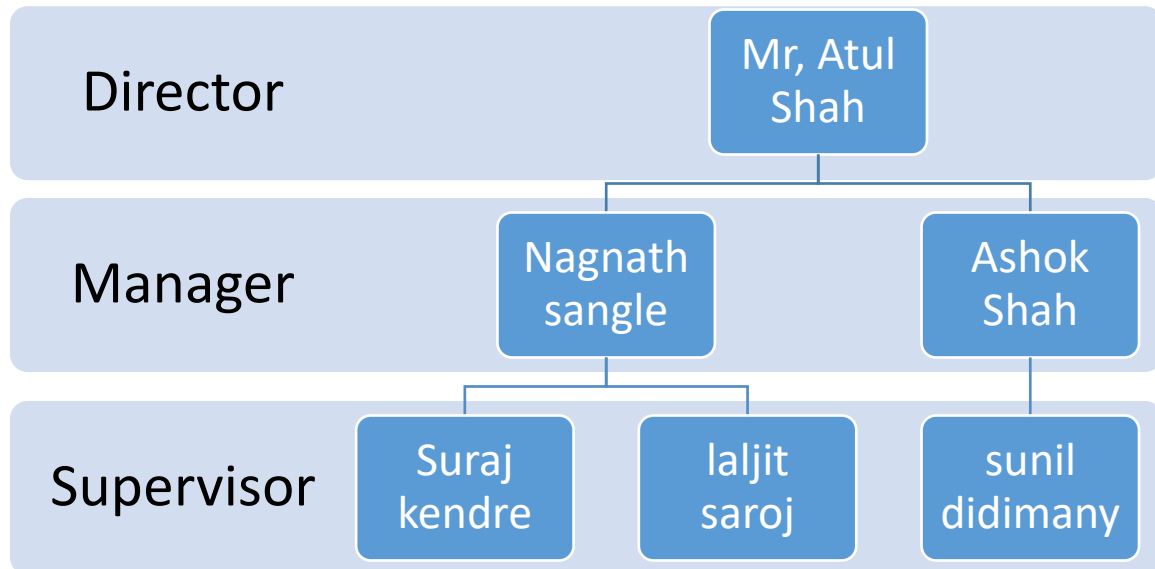 Director
Mr, Atul
Shah
Manager
Nagnath
sangle
Ashok
Shah
Supervisor
Suraj
kendre
laljit
saroj
sunil
didimany